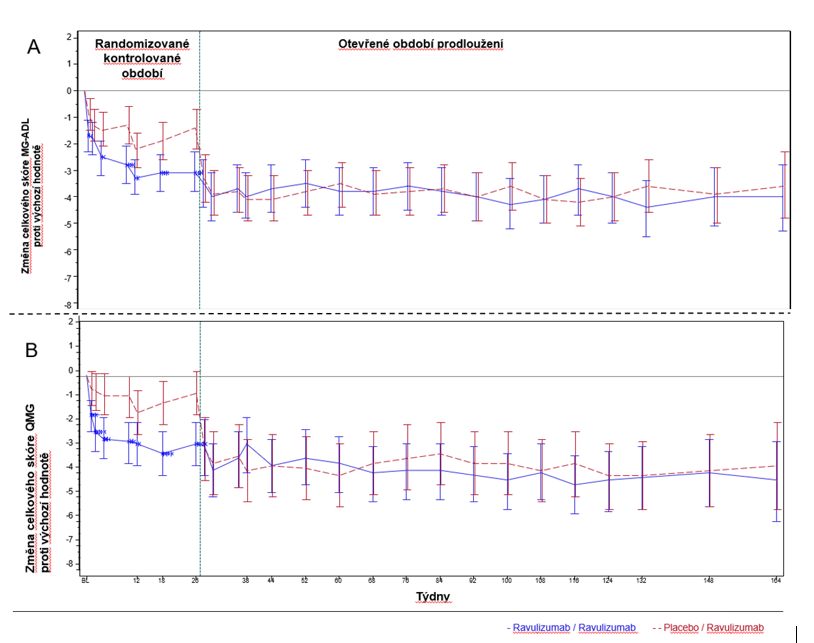 A
Randomizované
kontrolované
období
Otevřené období prodloužení
Změna celkového skóre MG-ADL
proti výchozí hodnotě
2
1
0
-1
-2
-3
-4
-5
-6
-7
-8
B
Změna celkového skóre QMG
proti výchozí hodnotě
2
1
0
-1
-2
-3
-4
-5
-6
-7
-8
BL 12 18 26 38 44 52 60 68 76 84 92 100 108 116 124 132 148 164
Týdny
- Ravulizumab / Ravulizumab - - Placebo / Ravulizumab